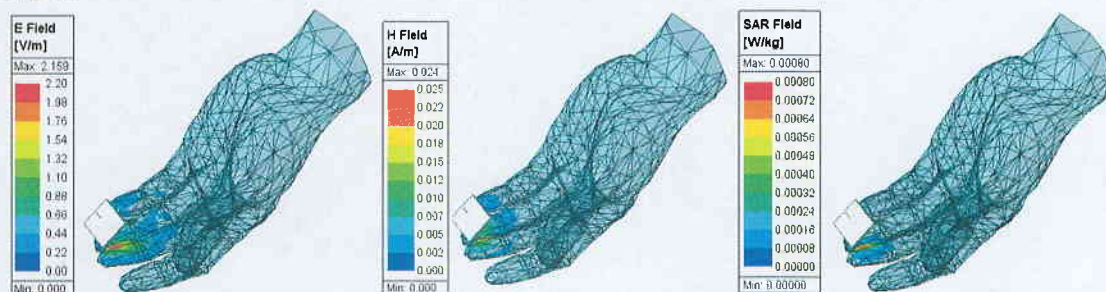 E Field
[V/m]
Max: 2.159
2.20
1.98
1.76
1.54
1.32
1.10
0.88
0.66
0.44
0.22
0.00
Min: 0.000
H Field
[A/m]
Max: 0.024
0.025
0.022
0.020
0.018
0.015
0.013
0.010
0.007
0.005
0.002
0.000
Min: 0.000
SAR Field
[W/kg]
Max: 0.00080
0.00080
0.00072
0.00064
0.00056
0.00048
0.00040
0.00032
0.00024
0.00016
0.00008
0.00000
Min: 0.00000